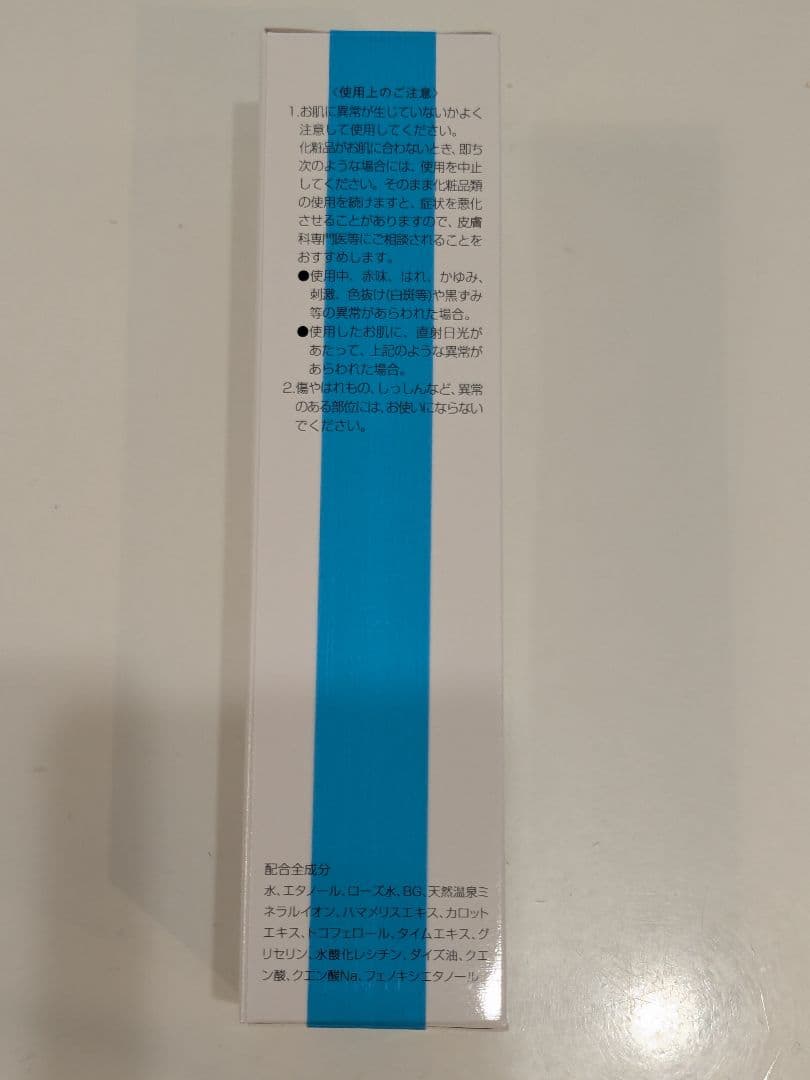 〈使用上のご注意〉
1.お肌に異常が生じていないかよく
注意して使用してください。
化粧品がお肌に合わないとき、即ち
次のような場合には、使用を中止
してください。そのまま化粧品類
の使用を続けますと、症状を悪化
させることがありますので、皮膚
科専門医等にご相談されることを
おすすめします。
●使用中、赤味、はれ、かゆみ、
刺激、色抜け(白斑等)や黒ずみ
等の異常があらわれた場合。
●使用したお肌に、直射日光が
あたって、上記のような異常が
あらわれた場合。
2.傷やはれもの、しっしんなど、異常
のある部位には、お使いにならない
でください。
配合全成分
水、エタノール、ローズ水、BG、天然温泉ミ
ネラルイオン、ハマメリスエキス、カロット
エキス、トコフェロール、タイムエキス、グ
リセリン、水酸化レシチン、ダイズ油、クエ
ン酸、クエン酸Na、フェノキシエタノール